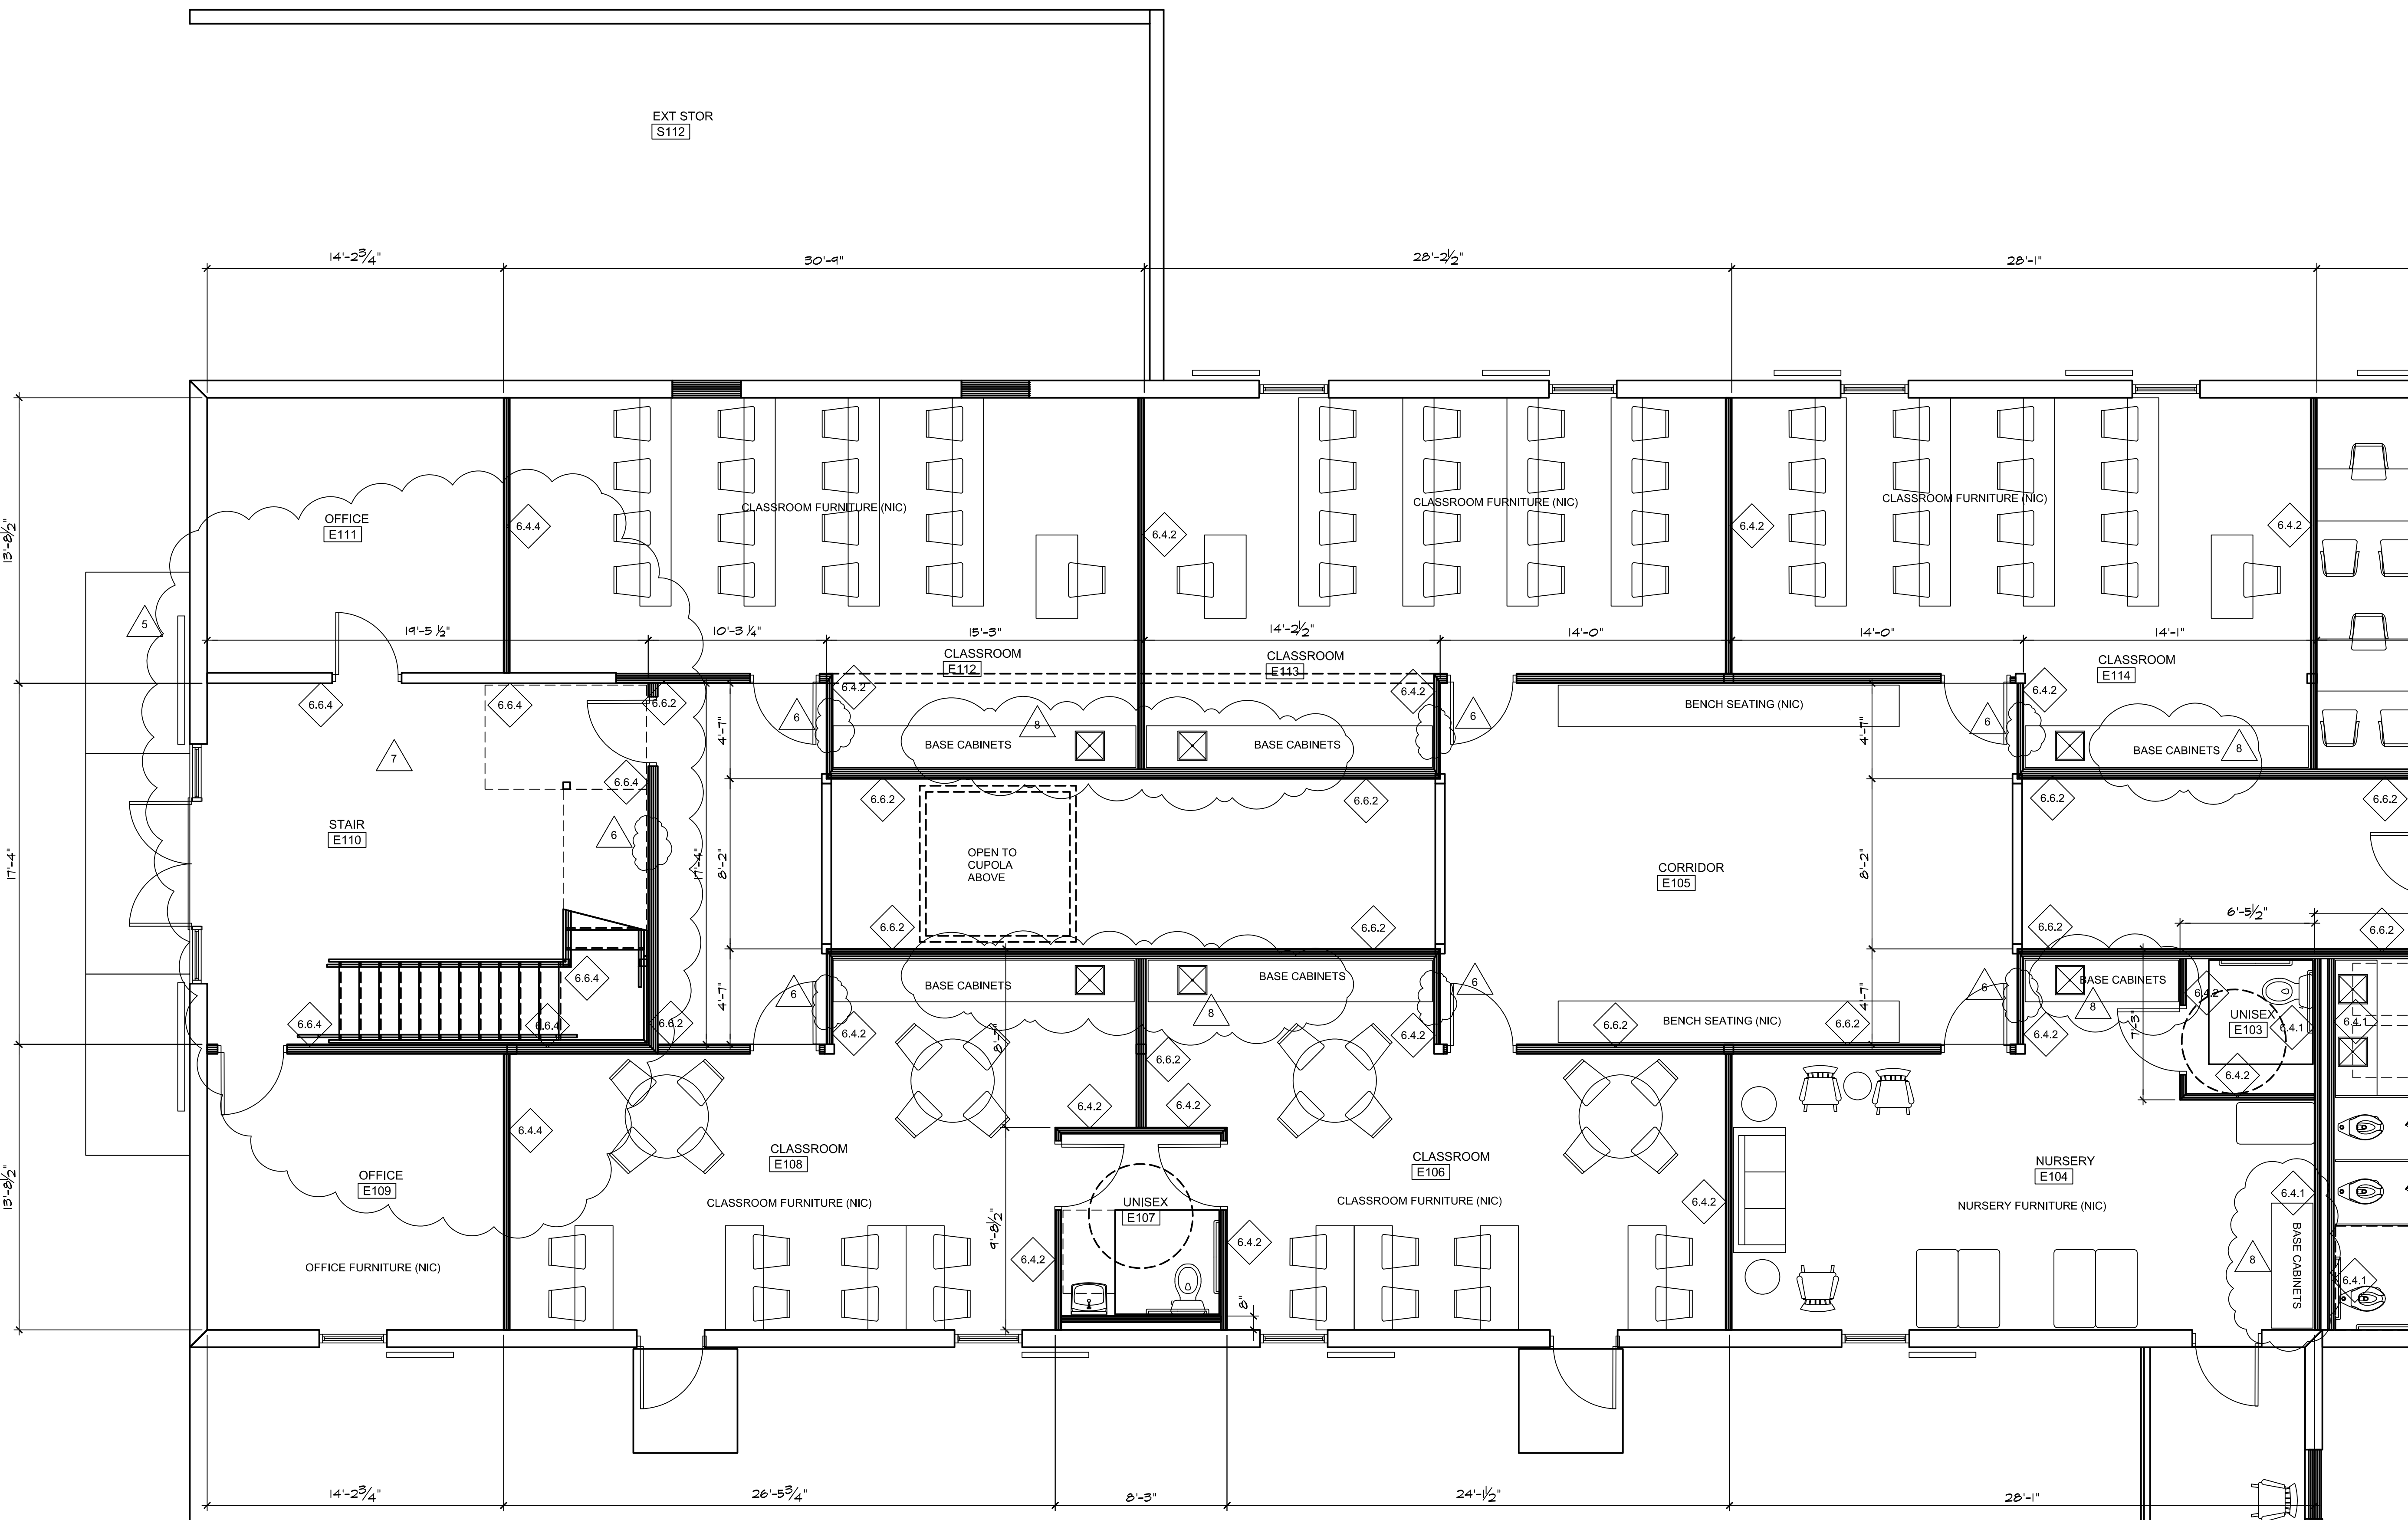 EXT STOR
S112
14'-2¾"
30'-9"
28'-2½"
28'-1"
13'-8½"
17'-4"
13'-8½"
OFFICE
E111
6.4.4
CLASSROOM FURNITURE (NIC)
6.4.2
CLASSROOM FURNITURE (NIC)
6.4.2
CLASSROOM FURNITURE (NIC)
6.4.2
5
19'-5 ½"
10'-3 ¼"
15'-3"
14'-2½"
14'-0"
14'-0"
14'-1"
CLASSROOM
E112
CLASSROOM
E113
CLASSROOM
E114
6.6.4
6.6.4
6.6.2
6.4.2
6.4.2
6.4.2
6
8
6
6
BENCH SEATING (NIC)
4'-7"
4'-7"
BASE CABINETS
BASE CABINETS
BASE CABINETS
8
7
6.6.4
6.6.2
6.6.2
6.6.2
6.6.2
STAIR
E110
6
17'-4"
8'-2"
OPEN TO
CUPOLA
ABOVE
CORRIDOR
E105
8'-2"
6'-5½"
6.6.2
6.6.2
6.6.2
6.6.2
6.6.4
6
4'-7"
BASE CABINETS
BASE CABINETS
8
6
6
4'-7"
BASE CABINETS
8
6.4.2
6.6.4
6.6.4
6.6.2
6.4.2
6.4.2
BENCH SEATING (NIC)
6.6.2
6.6.2
6.4.2
7'-3"
UNISEX
E103
6.4.1
6.4.1
6.4.2
8'-7"
6.6.2
6.4.2
6.4.2
6.4.4
CLASSROOM
E108
CLASSROOM
E106
NURSERY
E104
OFFICE
E109
CLASSROOM FURNITURE (NIC)
UNISEX
E107
CLASSROOM FURNITURE (NIC)
6.4.2
NURSERY FURNITURE (NIC)
6.4.1
9'-8½"
6.4.2
6.4.2
8
BASE CABINETS
6.4.1
OFFICE FURNITURE (NIC)
8"
14'-2¾"
26'-5¾"
8'-3"
24'-1½"
28'-1"